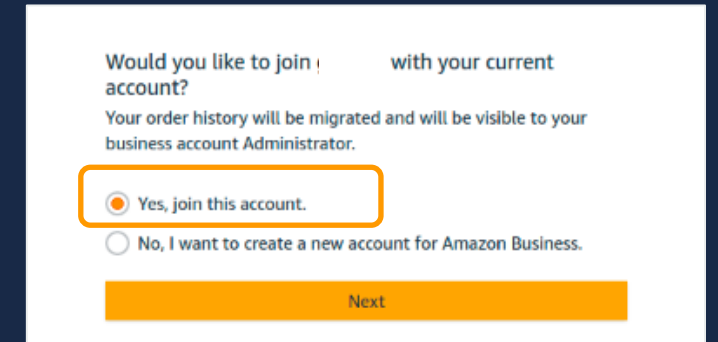 Would you like to join with your current
account?
Your order history will be migrated and will be visible to your
business account Administrator.
Yes, join this account.
No, I want to create a new account for Amazon Business.
Next